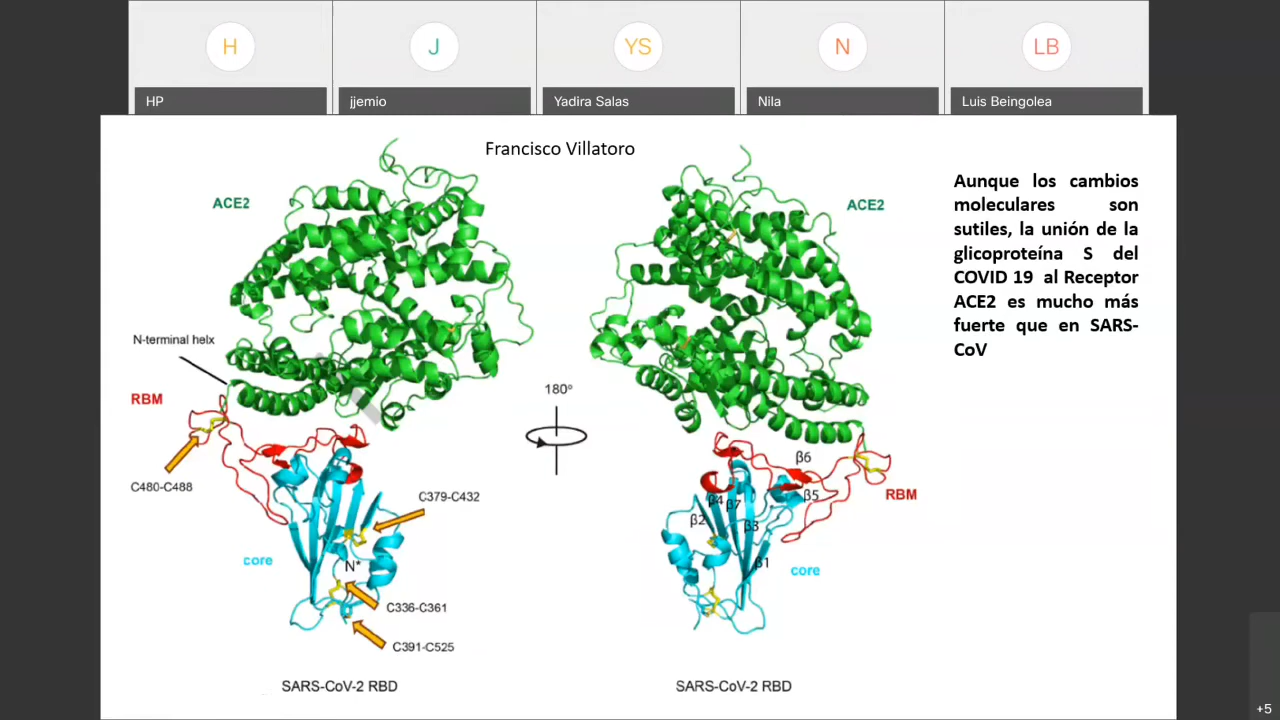 H
J
YS
N
LB
HP
jjemio
Yadira Salas
Nila
Luis Beingolea
Francisco Villatoro
ACE2
N-terminal helx
RBM
C480-C488
C379-C432
core
N*
C336-C361
C391-C525
SARS-CoV-2 RBD
180º
ACE2
β6
β5
RBM
β4
β7
β2
β3
β1
core
SARS-CoV-2 RBD
Aunque los cambios
moleculares son
sutiles, la unión de la
glicoproteína S del
COVID 19 al Receptor
ACE2 es mucho más
fuerte que en SARS-
CoV
+5